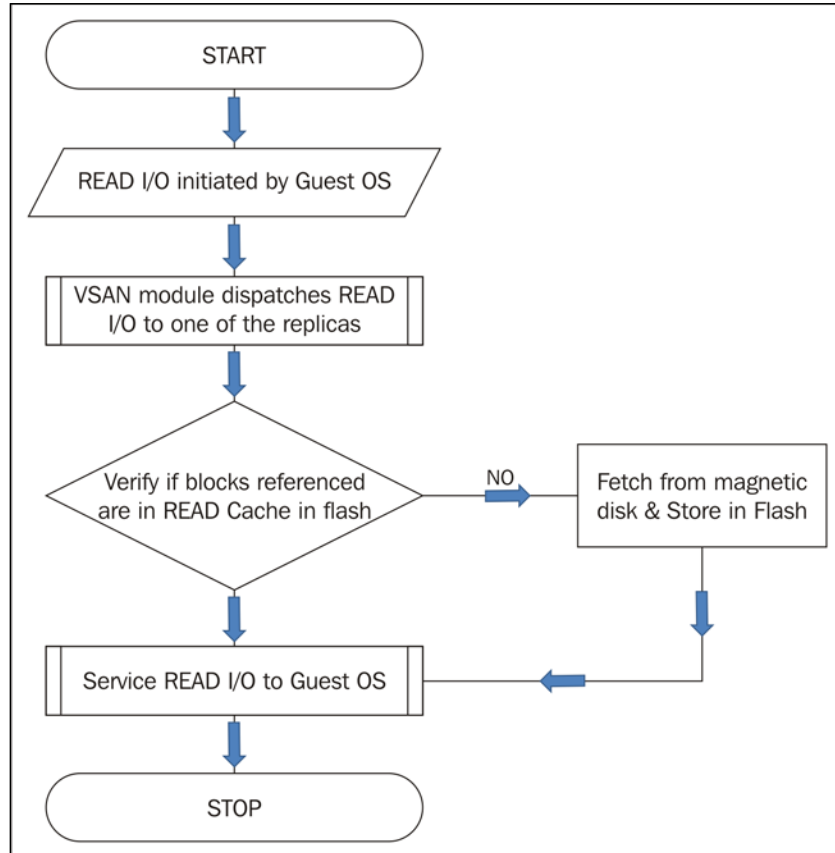 START
READ I/O initiated by Guest OS
VSAN module dispatches READ
I/O to one of the replicas
Verify if blocks referenced
are in READ Cache in flash
NO
Fetch from magnetic
disk & Store in Flash
Service READ I/O to Guest OS
STOP